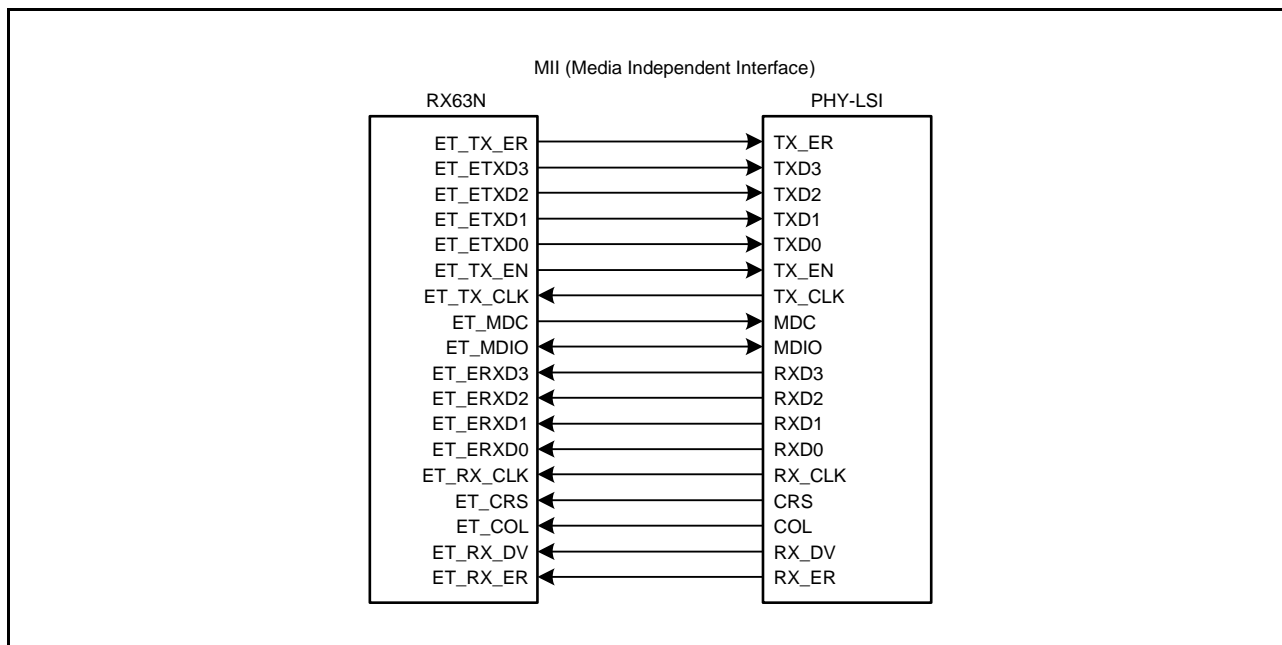 MII (Media Independent Interface)
RX63N PHY-LSI
ET_TX_ER TX_ER
ET_ETXD3 TXD3
ET_ETXD2 TXD2
ET_ETXD1 TXD1
ET_ETXD0 TXD0
ET_TX_EN TX_EN
ET_TX_CLK TX_CLK
ET_MDC MDC
ET_MDIO MDIO
ET_ERXD3 RXD3
ET_ERXD2 RXD2
ET_ERXD1 RXD1
ET_ERXD0 RXD0
ET_RX_CLK RX_CLK
ET_CRS CRS
ET_COL COL
ET_RX_DV RX_DV
ET_RX_ER RX_ER